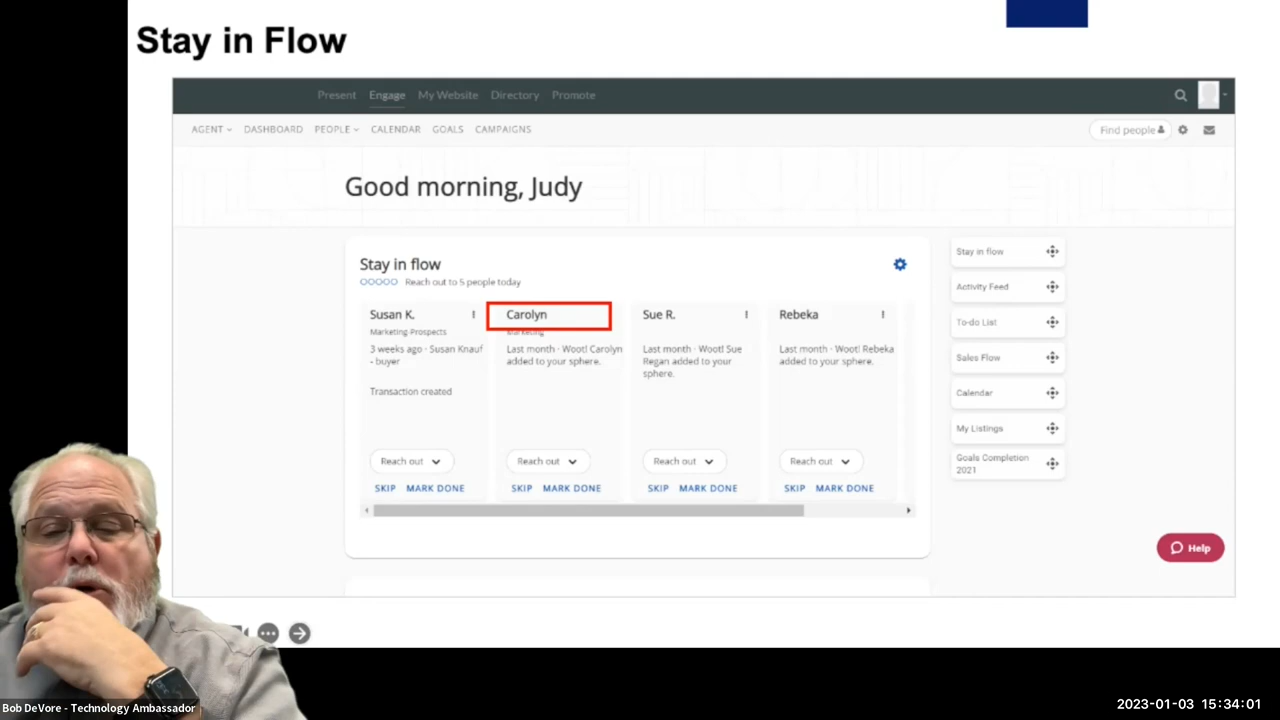 Stay in Flow
Present Engage My Website Directory Promote
AGENT DASHBOARD PEOPLE CALENDAR GOALS CAMPAIGNS Find people
Good morning, Judy
Stay in flow
Reach out to 5 people today
Susan K.
Marketing-Prospects
3 weeks ago · Susan Knauf
- buyer
Transaction created
Reach out
SKIP MARK DONE
Carolyn
Marketing
Last month · Woot! Carolyn
added to your sphere.
Reach out
SKIP MARK DONE
Sue R.
Last month · Woot! Sue
Regan added to your
sphere.
Reach out
SKIP MARK DONE
Rebeka
Last month · Woot! Rebeka
added to your sphere.
Reach out
SKIP MARK DONE
Stay in flow
Activity Feed
To-do List
Sales Flow
Calendar
My Listings
Goals Completion
2021
Help
Bob DeVore - Technology Ambassador
2023-01-03 15:34:01